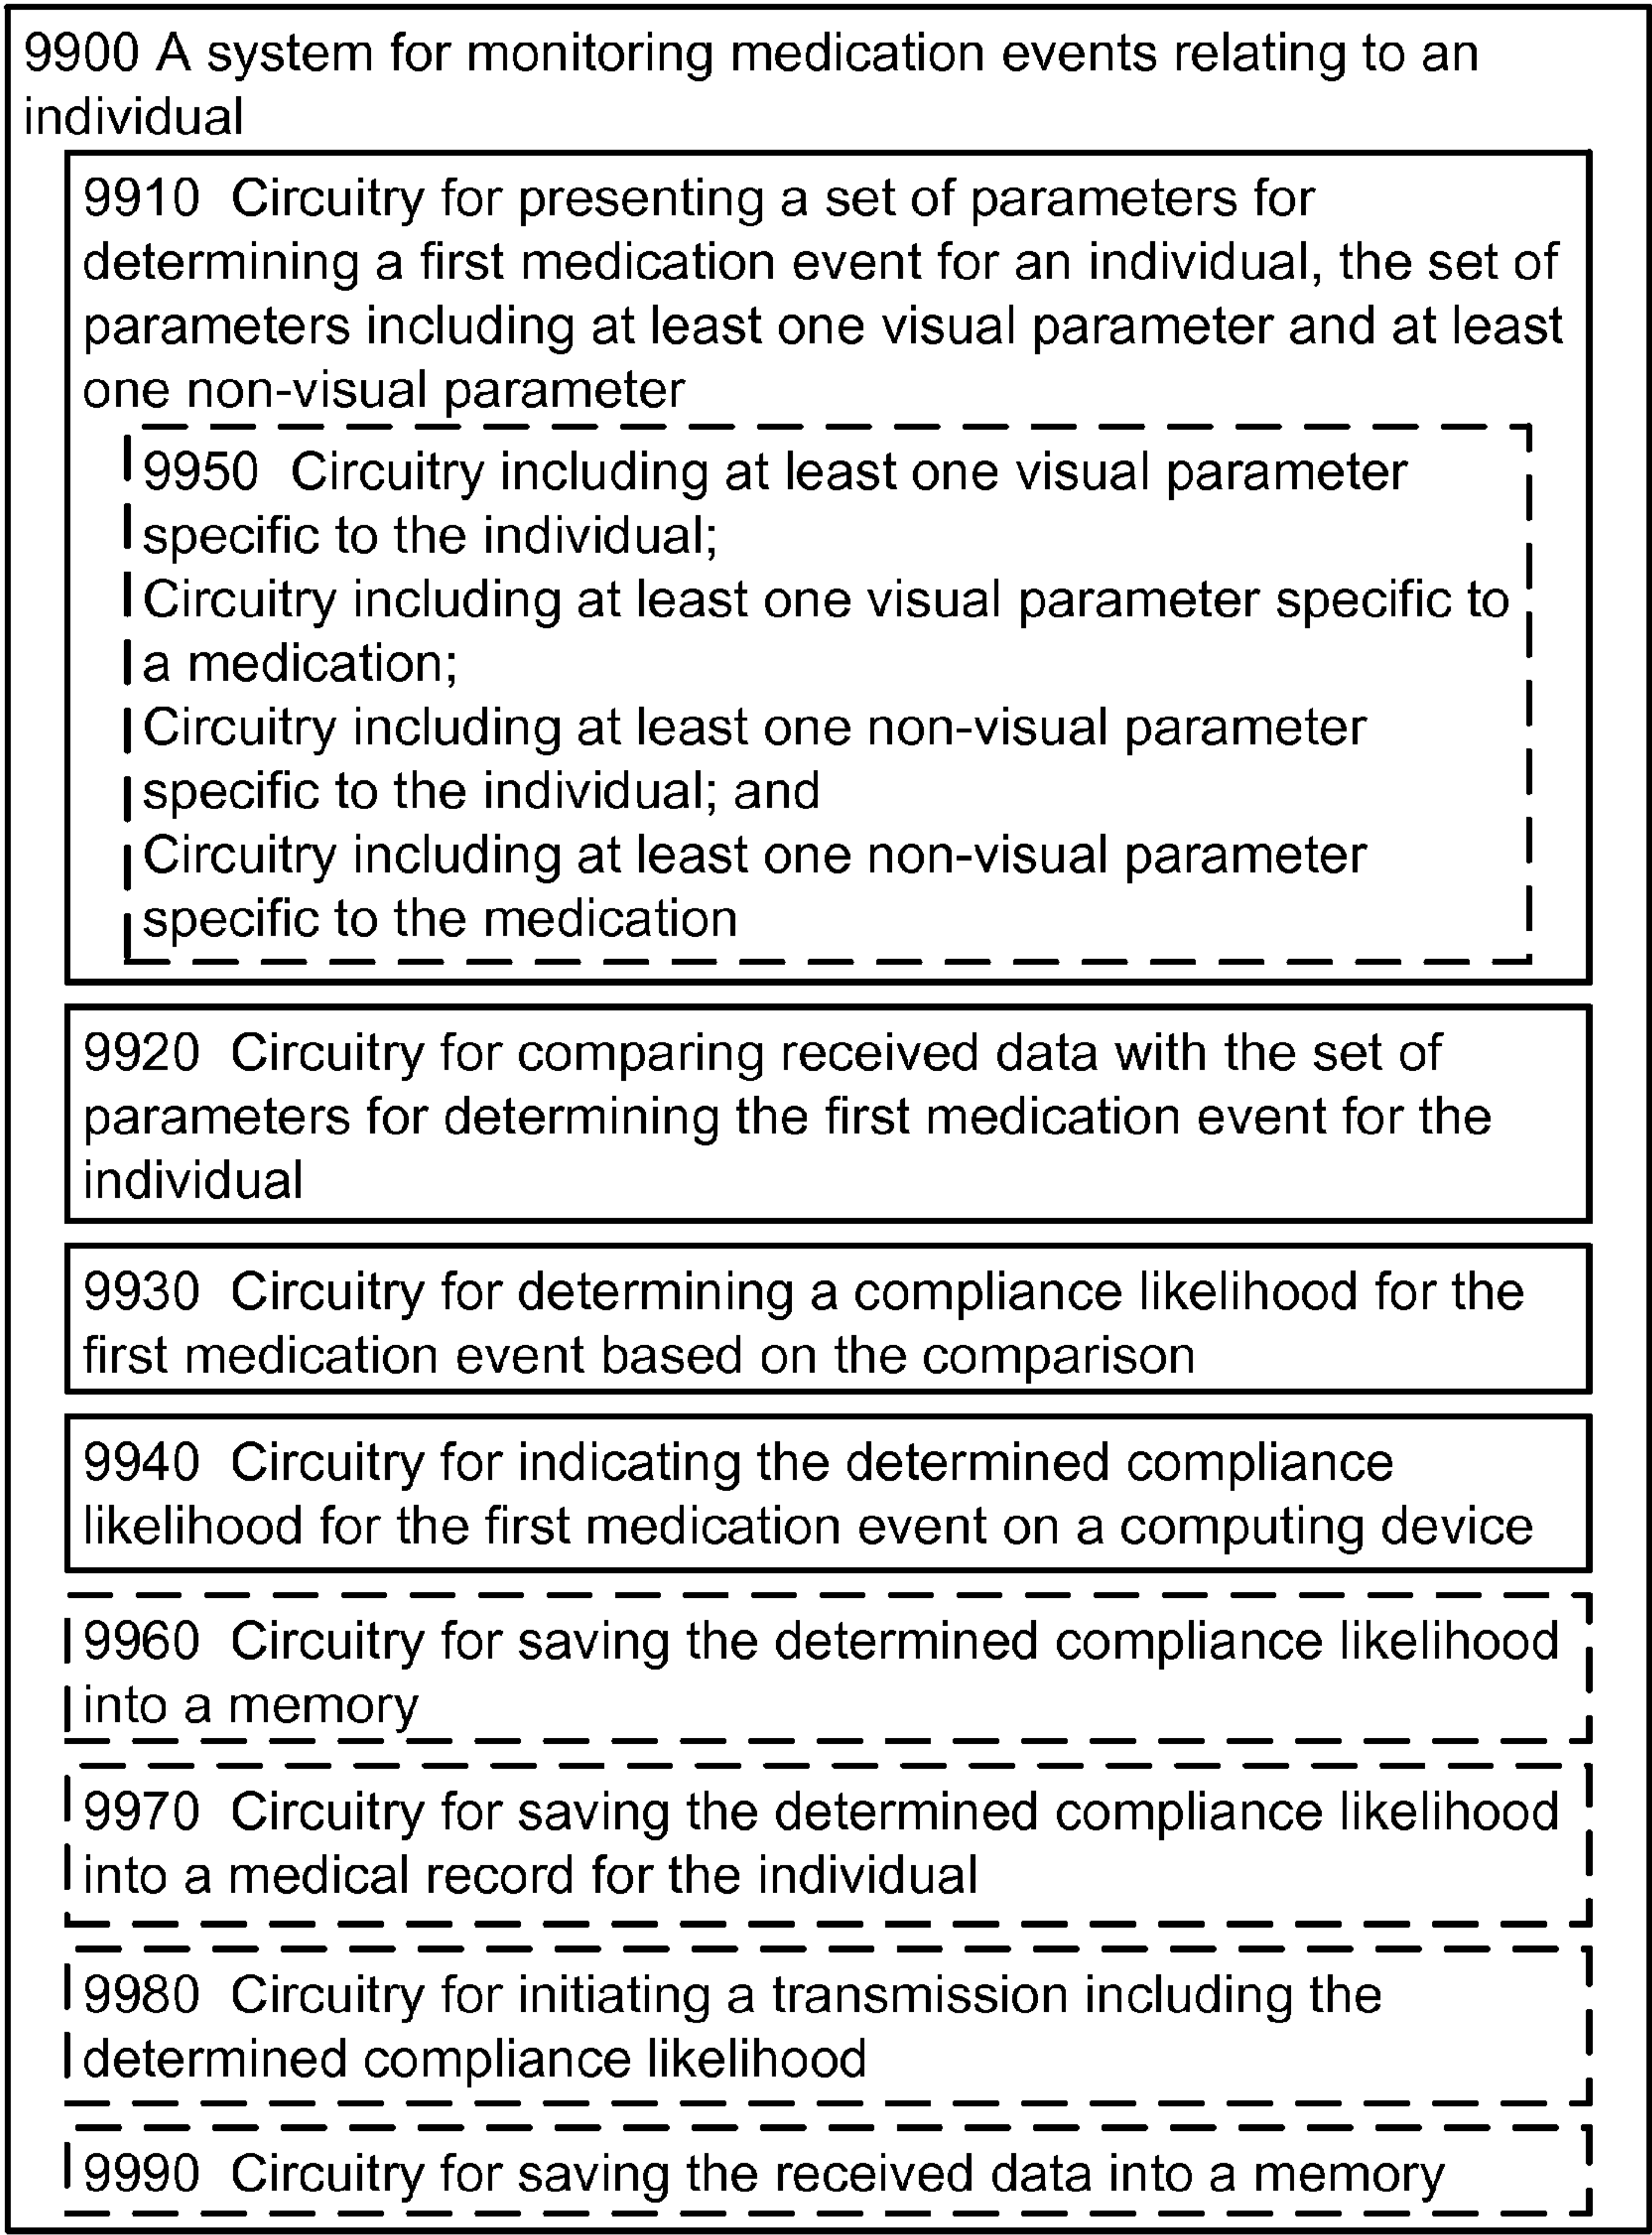 9900 A system for monitoring medication events relating to an
individual
9910 Circuitry for presenting a set of parameters for
determining a first medication event for an individual, the set of
parameters including at least one visual parameter and at least
one non-visual parameter
9950 Circuitry including at least one visual parameter
specific to the individual;
Circuitry including at least one visual parameter specific to
a medication;
Circuitry including at least one non-visual parameter
specific to the individual; and
Circuitry including at least one non-visual parameter
specific to the medication
9920 Circuitry for comparing received data with the set of
parameters for determining the first medication event for the
individual
9930 Circuitry for determining a compliance likelihood for the
first medication event based on the comparison
9940 Circuitry for indicating the determined compliance
likelihood for the first medication event on a computing device
9960 Circuitry for saving the determined compliance likelihood
into a memory
9970 Circuitry for saving the determined compliance likelihood
into a medical record for the individual
9980 Circuitry for initiating a transmission including the
determined compliance likelihood
9990 Circuitry for saving the received data into a memory